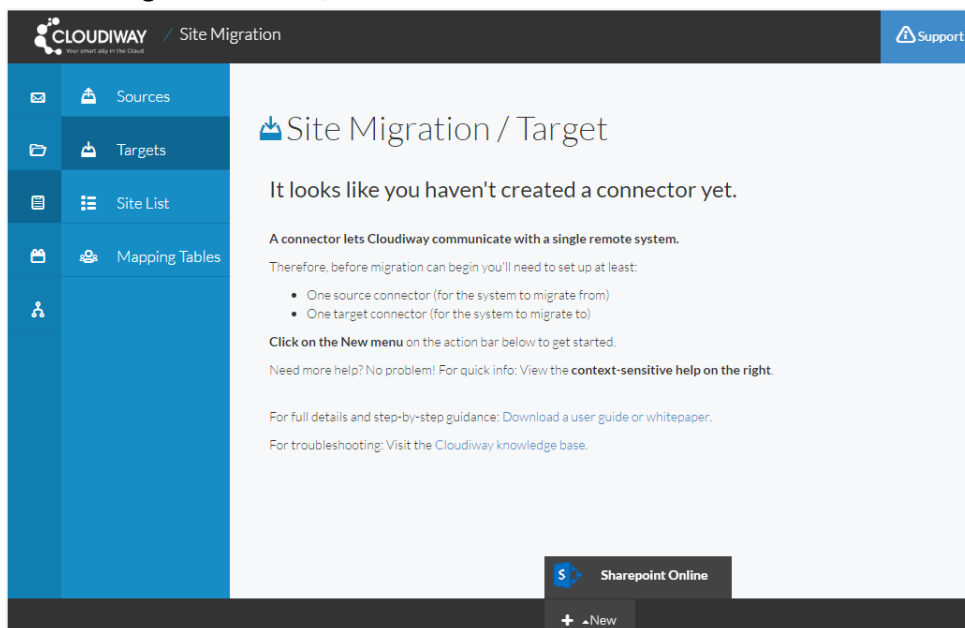 CLOUDIWAY
Your smart ally in the Cloud
/ Site Migration
Support
Sources
Targets
Site List
Mapping Tables
Site Migration / Target
It looks like you haven't created a connector yet.
A connector lets Cloudiway communicate with a single remote system.
Therefore, before migration can begin you'll need to set up at least:
• One source connector (for the system to migrate from)
• One target connector (for the system to migrate to)
Click on the New menu on the action bar below to get started.
Need more help? No problem! For quick info: View the context-sensitive help on the right.
For full details and step-by-step guidance: Download a user guide or whitepaper.
For troubleshooting: Visit the Cloudiway knowledge base.
S
Sharepoint Online
New